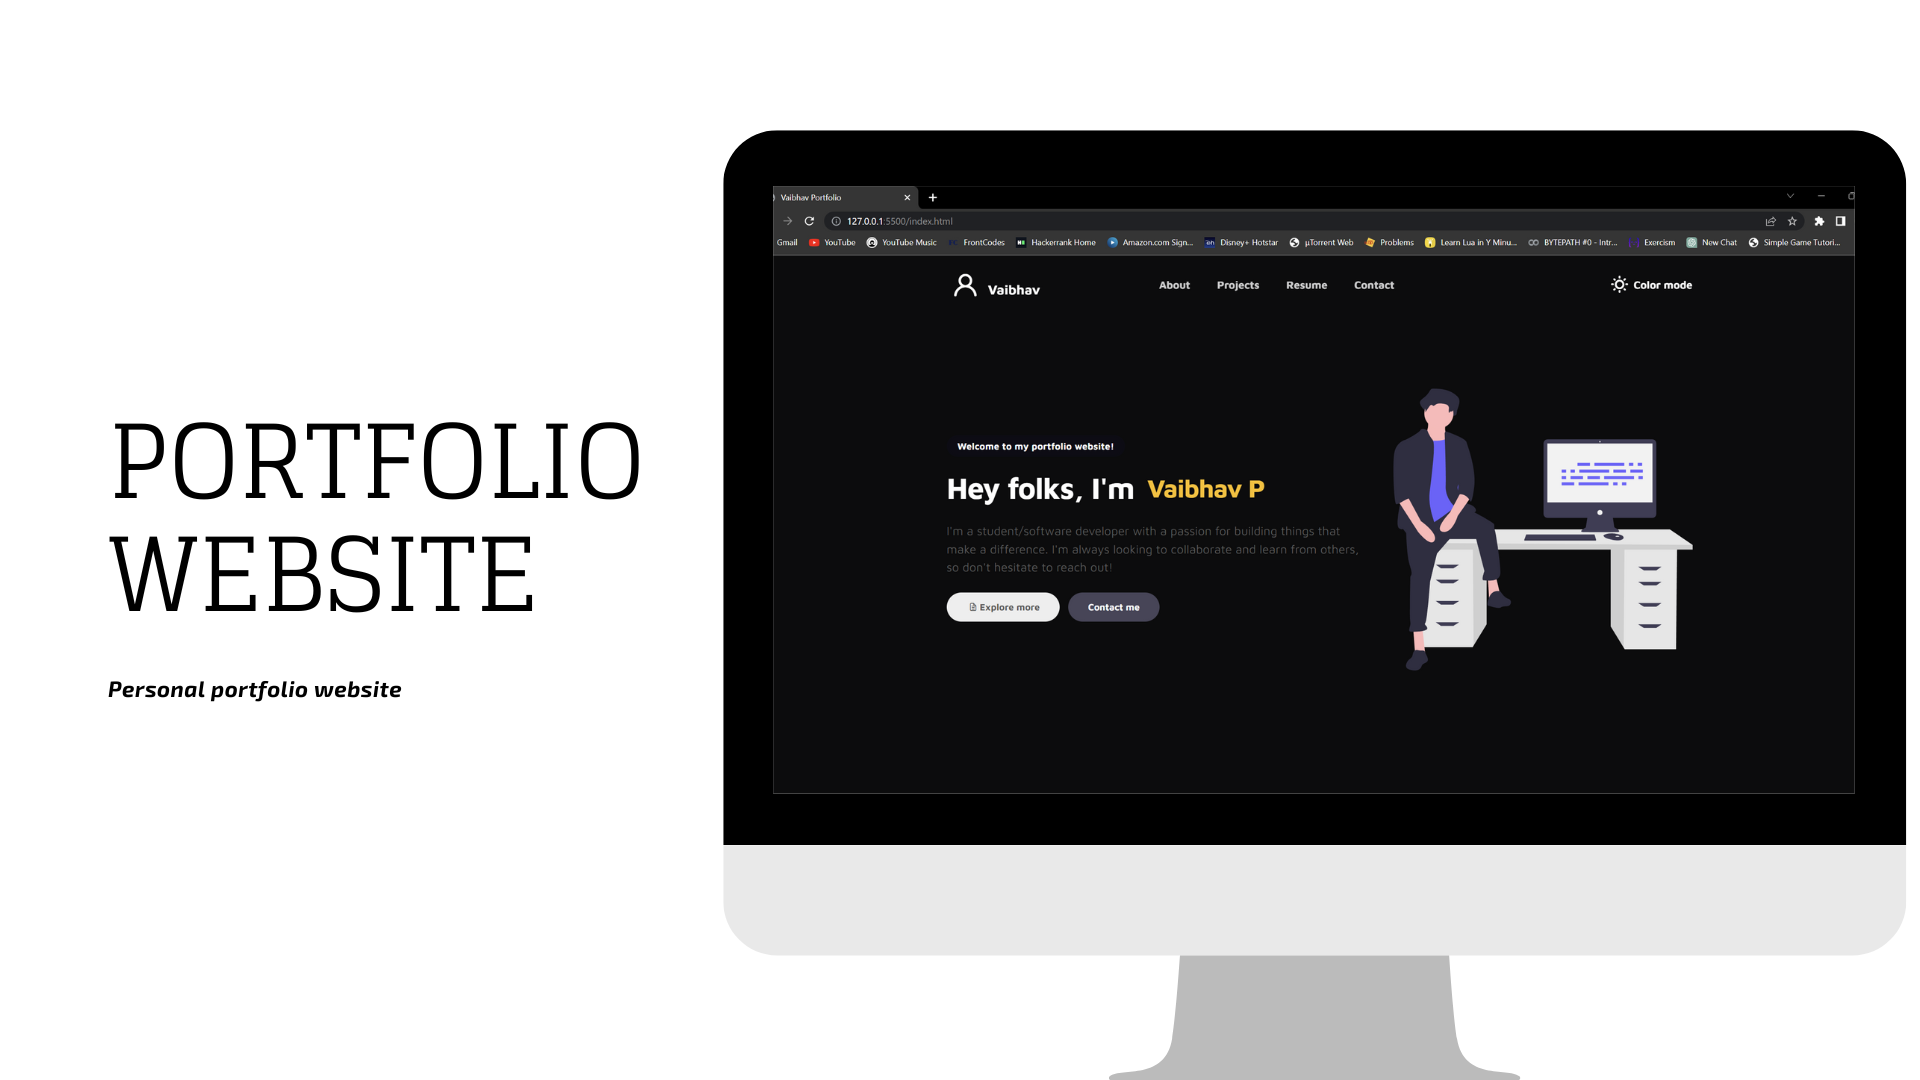 PORTFOLIO
WEBSITE
Personal portfolio website
Vaibhav Portfolio
127.0.0.1:5500/index.html
Gmail YouTube YouTube Music FrontCodes Hackerrank Home Amazon.com Sign... Disney+ Hotstar µTorrent Web Problems Learn Lua in Y Minu... BYTEPATH #0 - Intr... Exercism New Chat Simple Game Tutori...
Vaibhav About Projects Resume Contact Color mode
Welcome to my portfolio website!
Hey folks, I'm Vaibhav P
I'm a student/software developer with a passion for building things that
make a difference. I'm always looking to collaborate and learn from others,
so don't hesitate to reach out!
Explore more Contact me